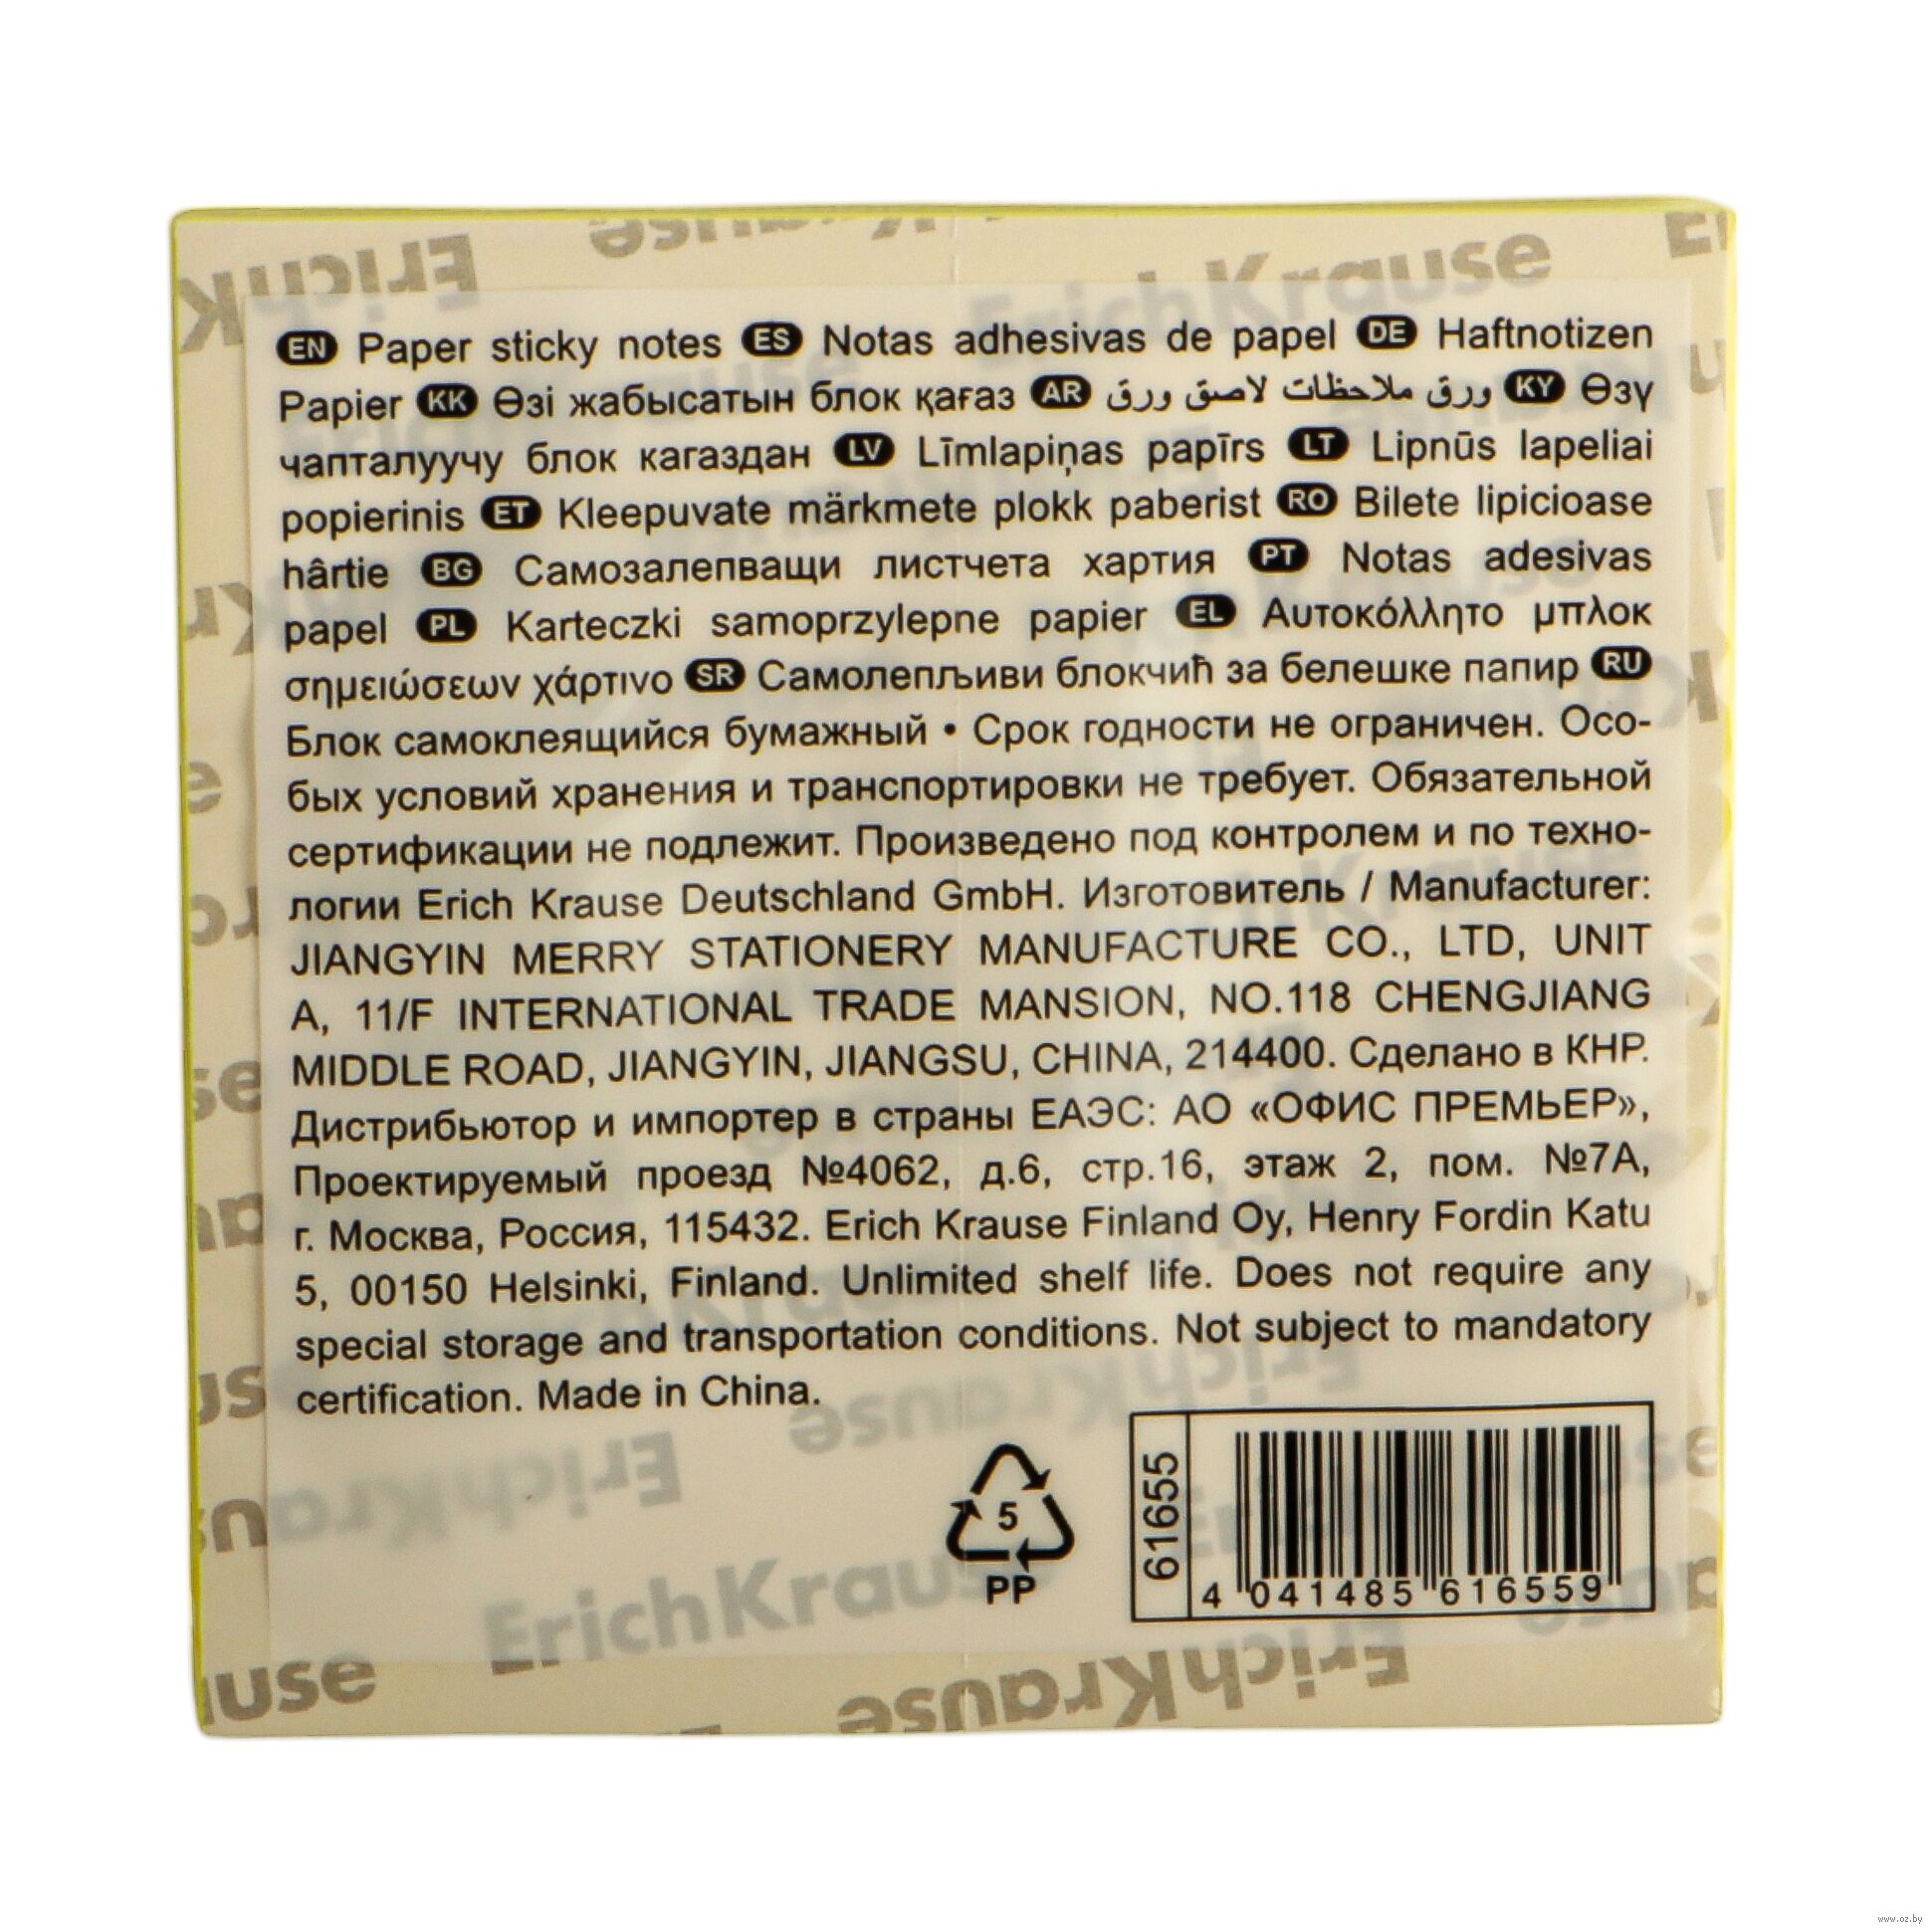 EN Paper sticky notes ES Notas adhesivas de papel DE Haftnotizen
Papier KK Өзі жабысатын блок қағаз AR ورق ملاحظات لاصق ورق KY Өзү
чапталуучу блок кагаздан LV Līmlapiņas papīrs LT Lipnūs lapeliai
popierinis ET Kleepuvate märkmete plokk paberist RO Bilete lipicioase
hârtie BG Самозалепващи листчета хартия PT Notas adesivas
papel PL Karteczki samoprzylepne papier EL Αυτοκόλλητο μπλοκ
σημειώσεων χάρτινο SR Самолепљиви блокчић за белешке папир RU
Блок самоклеящийся бумажный • Срок годности не ограничен. Осо-
бых условий хранения и транспортировки не требует. Обязательной
сертификации не подлежит. Произведено под контролем и по техно-
логии Erich Krause Deutschland GmbH. Изготовитель / Manufacturer:
JIANGYIN MERRY STATIONERY MANUFACTURE CO., LTD, UNIT
A, 11/F INTERNATIONAL TRADE MANSION, NO.118 CHENGJIANG
MIDDLE ROAD, JIANGYIN, JIANGSU, CHINA, 214400. Сделано в КНР.
Дистрибьютор и импортер в страны ЕАЭС: АО «ОФИС ПРЕМЬЕР»,
Проектируемый проезд №4062, д.6, стр.16, этаж 2, пом. №7А,
г. Москва, Россия, 115432. Erich Krause Finland Oy, Henry Fordin Katu
5, 00150 Helsinki, Finland. Unlimited shelf life. Does not require any
special storage and transportation conditions. Not subject to mandatory
certification. Made in China.
5
PP
61655
4 041485 616559
ErichKrause
ErichKrause
ErichKrause
ErichKrause
www.oz.by